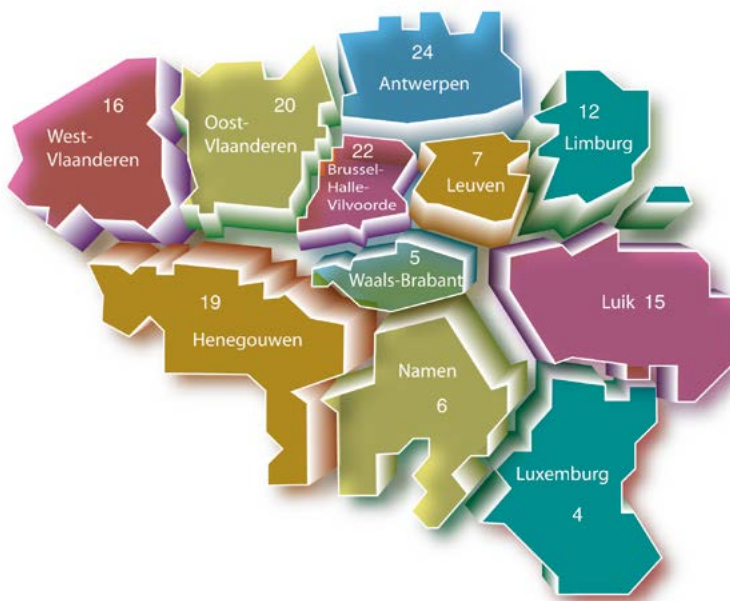 24
Antwerpen
16
West-
Vlaanderen
20
Oost-
Vlaanderen
22
Brussel-
Halle-
Vilvoorde
7
Leuven
12
Limburg
5
Waals-Brabant
Luik 15
19
Henegouwen
Namen
6
Luxemburg
4